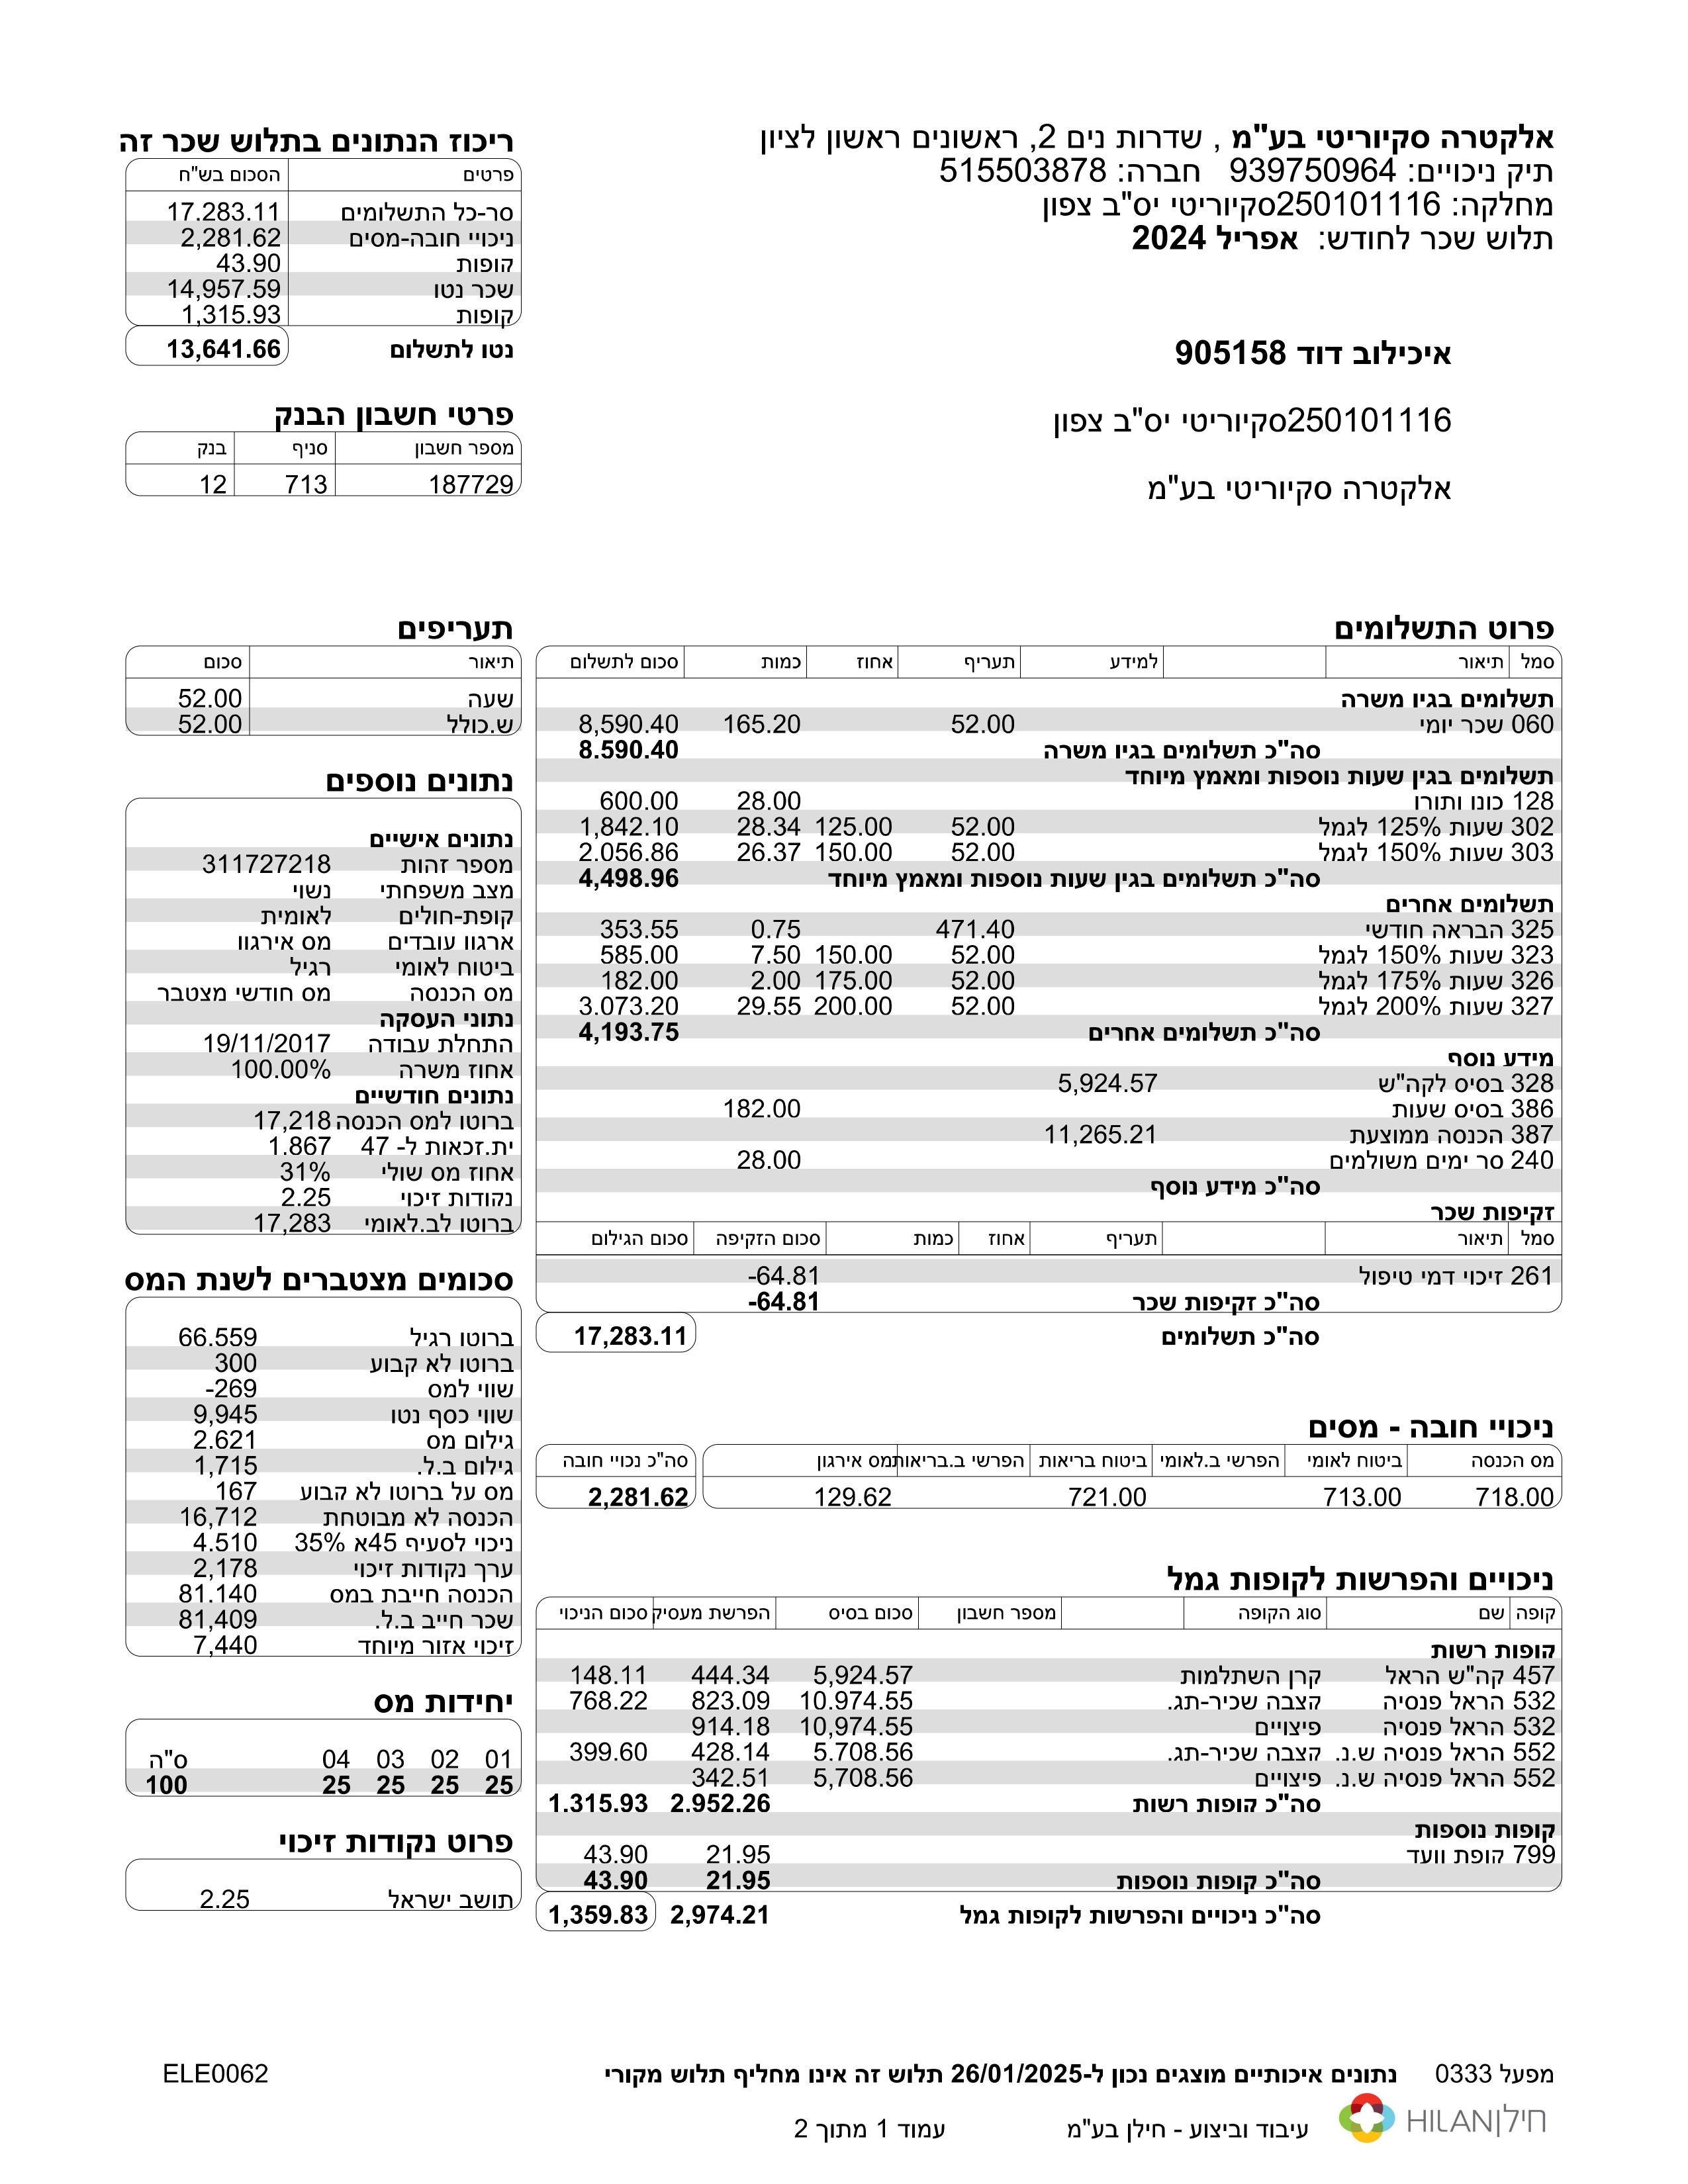 אלקטרה סקיוריטי בע"מ , שדרות נים 2, ראשונים ראשון לציון
תיק ניכויים: 939750964 חברה: 515503878
מחלקה: 250101116סקיוריטי יס"ב צפון
תלוש שכר לחודש: אפריל 2024
איכילוב דוד 905158
250101116סקיוריטי יס"ב צפון
אלקטרה סקיוריטי בע"מ
ריכוז הנתונים בתלוש שכר זה
פרטים הסכום בש"ח
סך-כל התשלומים 17,283.11
ניכויי חובה-מסים 2,281.62
קופות 43.90
שכר נטו 14,957.59
קופות 1,315.93
נטו לתשלום 13,641.66
פרטי חשבון הבנק
מספר חשבון סניף בנק
187729 713 12
פרוט התשלומים
סמל תיאור למידע תעריף אחוז כמות סכום לתשלום
תשלומים בגין משרה
060 שכר יומי 52.00 165.20 8,590.40
סה"כ תשלומים בגין משרה 8,590.40
תשלומים בגין שעות נוספות ומאמץ מיוחד
128 כונן ותורן 28.00 600.00
302 שעות 125% לגמל 52.00 125.00 28.34 1,842.10
303 שעות 150% לגמל 52.00 150.00 26.37 2,056.86
סה"כ תשלומים בגין שעות נוספות ומאמץ מיוחד 4,498.96
תשלומים אחרים
325 הבראה חודשי 471.40 0.75 353.55
323 שעות 150% לגמל 52.00 150.00 7.50 585.00
326 שעות 175% לגמל 52.00 175.00 2.00 182.00
327 שעות 200% לגמל 52.00 200.00 29.55 3,073.20
סה"כ תשלומים אחרים 4,193.75
מידע נוסף
328 בסיס לקה"ש 5,924.57
386 בסיס שעות 182.00
387 הכנסה ממוצעת 11,265.21
240 סך ימים משולמים 28.00
סה"כ מידע נוסף
זקיפות שכר
סמל תיאור תעריף אחוז כמות סכום הזקיפה סכום הגילום
261 זיכוי דמי טיפול -64.81
סה"כ זקיפות שכר -64.81
סה"כ תשלומים 17,283.11
ניכויי חובה - מסים
מס הכנסה ביטוח לאומי הפרשי ב.לאומי ביטוח בריאות הפרשי ב.בריאות מס אירגון סה"כ נכויי חובה
718.00 713.00 721.00 129.62 2,281.62
ניכויים והפרשות לקופות גמל
קופה שם סוג הקופה מספר חשבון סכום בסיס הפרשת מעסיק סכום הניכוי
קופות רשות
457 קה"ש הראל קרן השתלמות 5,924.57 444.34 148.11
532 הראל פנסיה קצבה שכיר-תג. 10,974.55 823.09 768.22
532 הראל פנסיה פיצויים 10,974.55 914.18
552 הראל פנסיה ש.נ. קצבה שכיר-תג. 5,708.56 428.14 399.60
552 הראל פנסיה ש.נ. פיצויים 5,708.56 342.51
סה"כ קופות רשות 2,952.26 1,315.93
קופות נוספות
799 קופת וועד 21.95 43.90
סה"כ קופות נוספות 21.95 43.90
סה"כ ניכויים והפרשות לקופות גמל 2,974.21 1,359.83
תעריפים
תיאור סכום
שעה 52.00
ש.כולל 52.00
נתונים נוספים
נתונים אישיים
מספר זהות 311727218
מצב משפחתי נשוי
קופת-חולים לאומית
ארגון עובדים מס אירגון
ביטוח לאומי רגיל
מס הכנסה מס חודשי מצטבר
נתוני העסקה
התחלת עבודה 19/11/2017
אחוז משרה 100.00%
נתונים חודשיים
ברוטו למס הכנסה 17,218
ית.זכאות ל- 47 1,867
אחוז מס שולי 31%
נקודות זיכוי 2.25
ברוטו לב.לאומי 17,283
סכומים מצטברים לשנת המס
ברוטו רגיל 66,559
ברוטו לא קבוע 300
שווי למס -269
שווי כסף נטו 9,945
גילום מס 2,621
גילום ב.ל. 1,715
מס על ברוטו לא קבוע 167
הכנסה לא מבוטחת 16,712
ניכוי לסעיף 45א 35% 4,510
ערך נקודות זיכוי 2,178
הכנסה חייבת במס 81,140
שכר חייב ב.ל. 81,409
זיכוי אזור מיוחד 7,440
יחידות מס
01 02 03 04 ס"ה
25 25 25 25 100
פרוט נקודות זיכוי
תושב ישראל 2.25
מפעל 0333 נתונים איכותיים מוצגים נכון ל-26/01/2025 תלוש זה אינו מחליף תלוש מקורי ELE0062
חילן HILAN עיבוד וביצוע - חילן בע"מ עמוד 1 מתוך 2